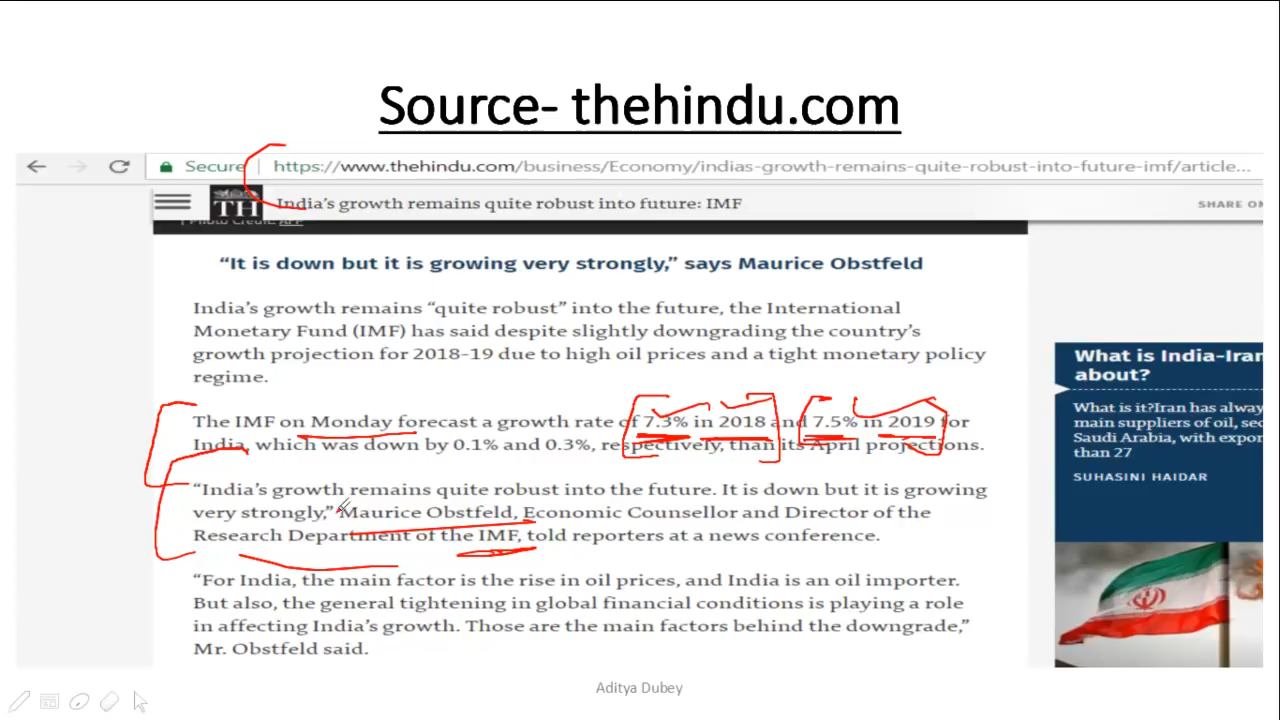 Source- thehindu.com
Secure https://www.thehindu.com/business/Economy/indias-growth-remains-quite-robust-into-future-imf/article...
TH India's growth remains quite robust into future: IMF
SHARE ON
| Photo Credit: AFP
“It is down but it is growing very strongly,” says Maurice Obstfeld
India’s growth remains “quite robust” into the future, the International
Monetary Fund (IMF) has said despite slightly downgrading the country’s
growth projection for 2018-19 due to high oil prices and a tight monetary policy
regime.
The IMF on Monday forecast a growth rate of 7.3% in 2018 and 7.5% in 2019 for
India, which was down by 0.1% and 0.3%, respectively, than its April projections.
“India’s growth remains quite robust into the future. It is down but it is growing
very strongly,” Maurice Obstfeld, Economic Counsellor and Director of the
Research Department of the IMF, told reporters at a news conference.
“For India, the main factor is the rise in oil prices, and India is an oil importer.
But also, the general tightening in global financial conditions is playing a role
in affecting India’s growth. Those are the main factors behind the downgrade,”
Mr. Obstfeld said.
What is India-Iran
about?
What is it?Iran has alway
main suppliers of oil, sec
Saudi Arabia, with expor
than 27
SUHASINI HAIDAR
Aditya Dubey